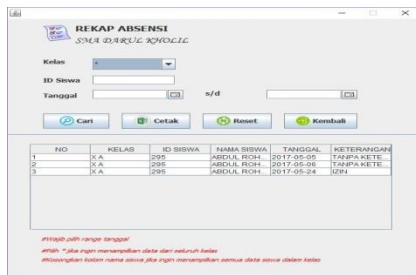 REKAP ABSENSI
SMA DARUL KHOLIL
Kelas *
ID Siswa
Tanggal s/d
Cari Cetak Reset Kembali
NO KELAS ID SISWA NAMA SISWA TANGGAL KETERANGAN
1 X A 295 ABDUL ROH... 2017-05-05 TANPA KETE...
2 X A 295 ABDUL ROH... 2017-05-06 TANPA KETE...
3 X A 295 ABDUL ROH... 2017-05-24 IZIN
#Wajib pilih range tanggal
#Pilih * jika ingin menampilkan data dari seluruh kelas
#Kosongkan kolom nama siswa jika ingin menampilkan semua data siswa dalam kelas